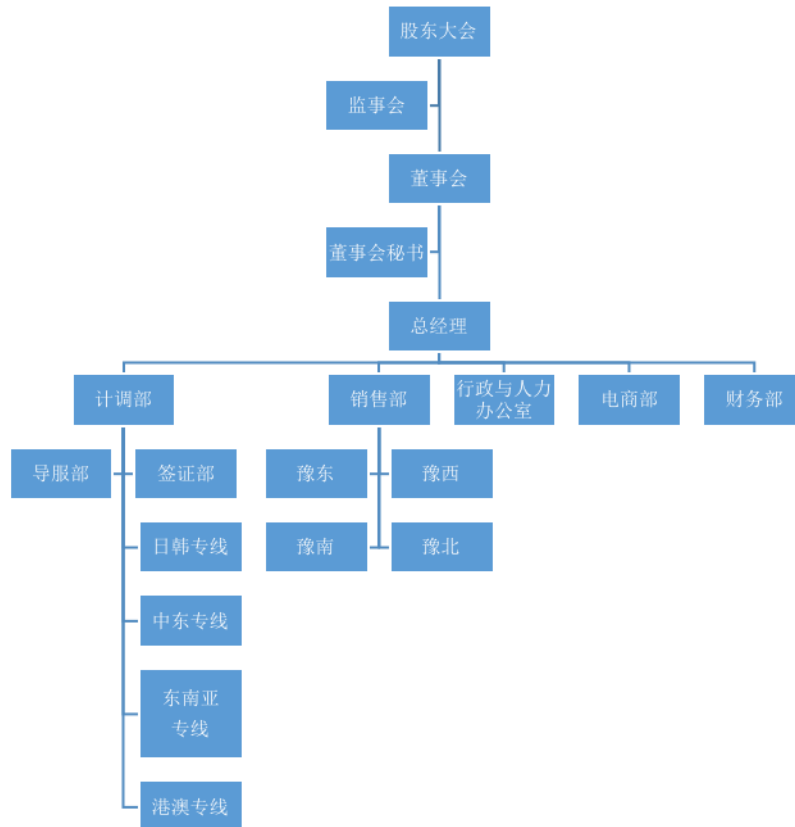 股东大会
监事会
董事会
董事会秘书
总经理
计调部
销售部
行政与人力
办公室
电商部
财务部
导服部
签证部
豫东
豫西
日韩专线
豫南
豫北
中东专线
东南亚
专线
港澳专线